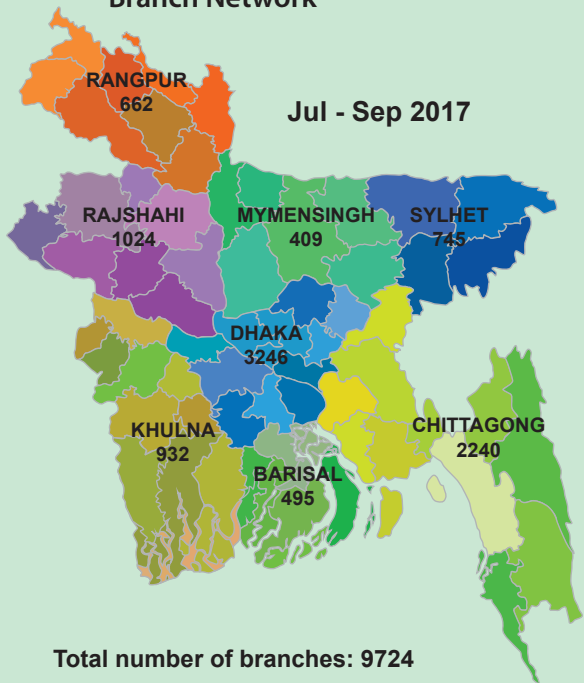 Branch Network
RANGPUR
662
Jul - Sep 2017
RAJSHAHI
1024
MYMENSINGH
409
SYLHET
745
DHAKA
3246
KHULNA
932
BARISAL
495
CHITTAGONG
2240
Total number of branches: 9724